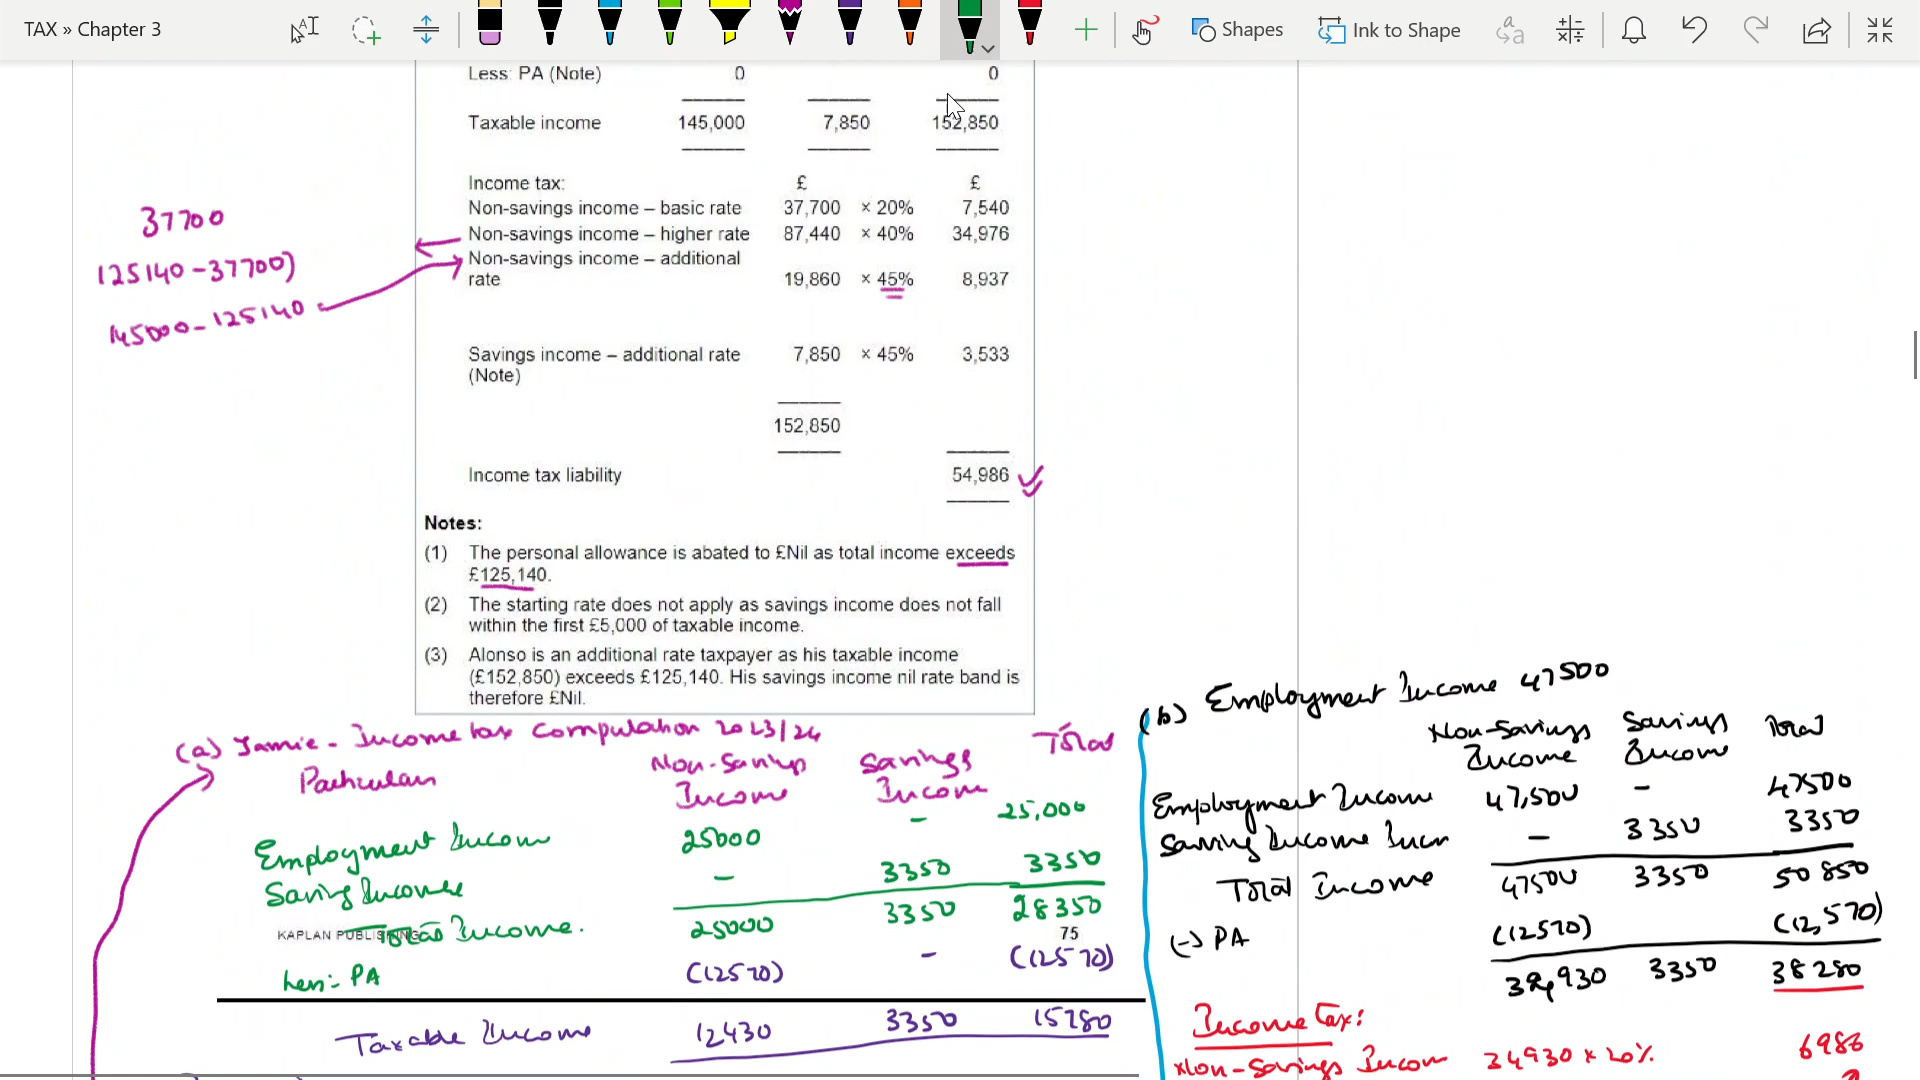 TAX » Chapter 3
Shapes
Ink to Shape
Less: PA (Note) 0 0
Taxable income 145,000 7,850 152,850
Income tax: £ £
Non-savings income – basic rate 37,700 × 20% 7,540
Non-savings income – higher rate 87,440 × 40% 34,976
Non-savings income – additional
rate 19,860 × 45% 8,937
Savings income – additional rate 7,850 × 45% 3,533
(Note)
152,850
Income tax liability 54,986
37700
(125140-37700)
145000-125140
Notes:
(1) The personal allowance is abated to £Nil as total income exceeds
£125,140.
(2) The starting rate does not apply as savings income does not fall
within the first £5,000 of taxable income.
(3) Alonso is an additional rate taxpayer as his taxable income
(£152,850) exceeds £125,140. His savings income nil rate band is
therefore £Nil.
(a) Jamie - Income tax Computation 2023/24
Particulars Non-Savings Savings Total
Income Income
Employment Income 25000 - 25,000
Saving Income - 3350 3350
Total Income. 25000 3350 28350
KAPLAN PUBLISHING 75
Less:- PA (12570) - (12570)
Taxable Income 12430 3350 15780
(b) Employment Income 47500
Non-Savings Savings Total
Income Income
Employment Income 47,500 - 47500
Saving Income - 3350 3350
Total Income 47500 3350 50850
(-) PA (12570) (12,570)
34,930 3350 38280
Income Tax:
Non-Savings Income 34930 × 20% 6986